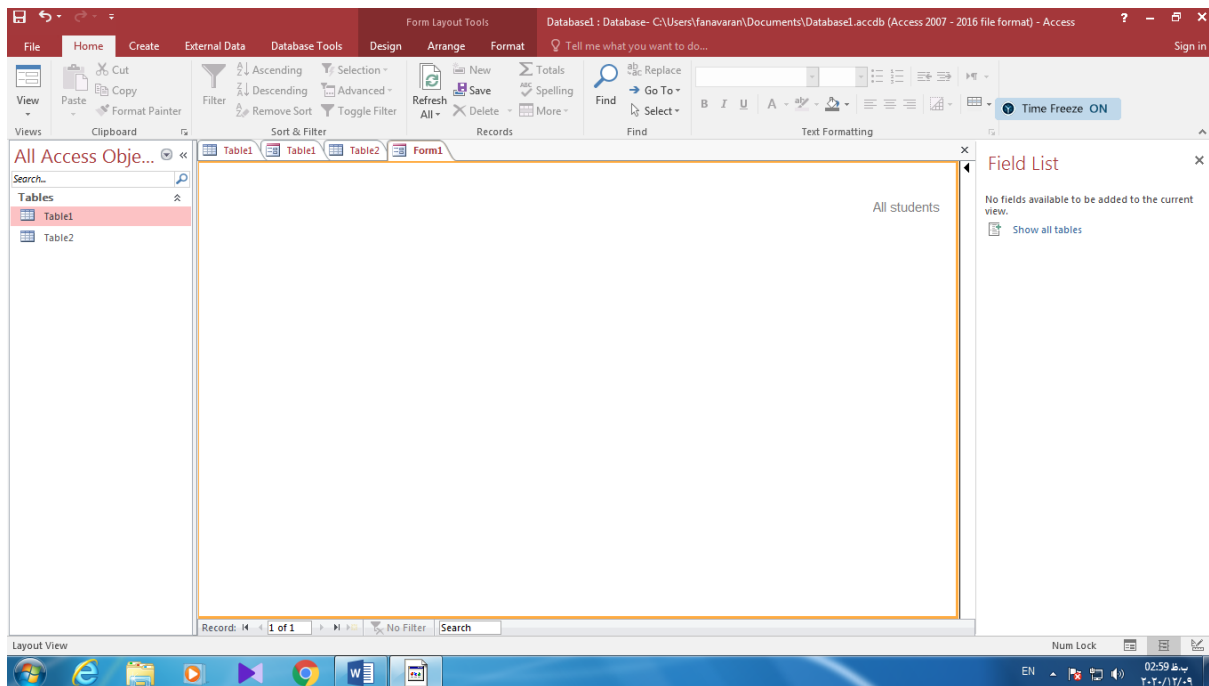 Form Layout Tools
Database1 : Database- C:\Users\fanavaran\Documents\Database1.accdb (Access 2007 - 2016 file format) - Access
?
File Home Create External Data Database Tools Design Arrange Format Tell me what you want to do... Sign in
View
Views
Paste
Cut
Copy
Format Painter
Clipboard
Filter
Ascending
Descending
Remove Sort
Selection
Advanced
Toggle Filter
Sort & Filter
Refresh
All
New
Save
Delete
Totals
Spelling
More
Records
Find
Replace
Go To
Select
Find
B I U A
Text Formatting
Time Freeze ON
All Access Obje...
Search...
Tables
Table1
Table2
Table1 Table1 Table2 Form1
All students
Field List
No fields available to be added to the current
view.
Show all tables
Record: 1 of 1 No Filter Search
Layout View
Num Lock
EN
02:59 ب.ظ
۲۰۲۰/۱۲/۰۹